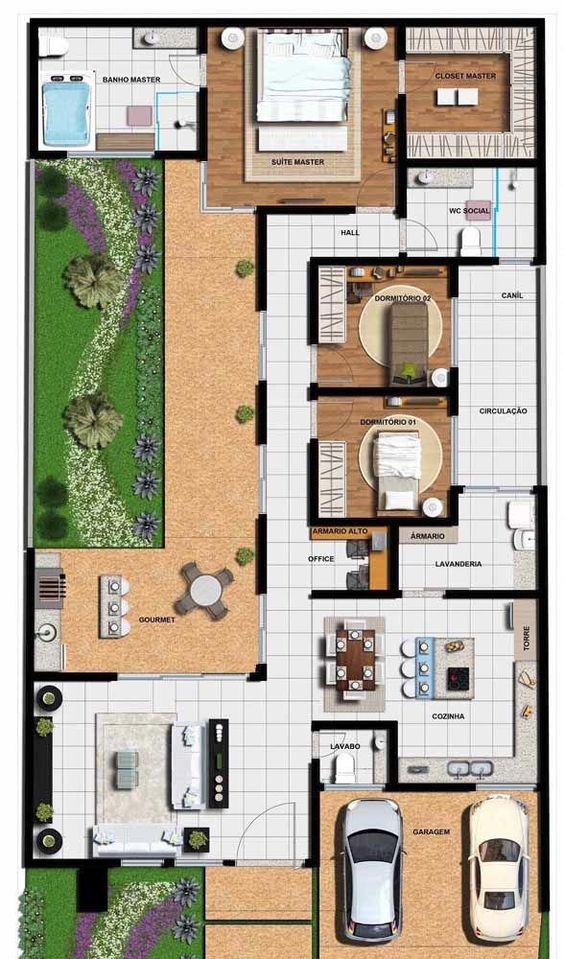 BANHO MASTER
CLOSET MASTER
SUÍTE MASTER
WC SOCIAL
HALL
CANÍL
DORMITÓRIO 02
CIRCULAÇÃO
DORMITÓRIO 01
ARMARIO ALTO
ÁRMARIO
OFFICE
LAVANDERIA
GOURMET
TORRE
COZINHA
LAVABO
GARAGEM